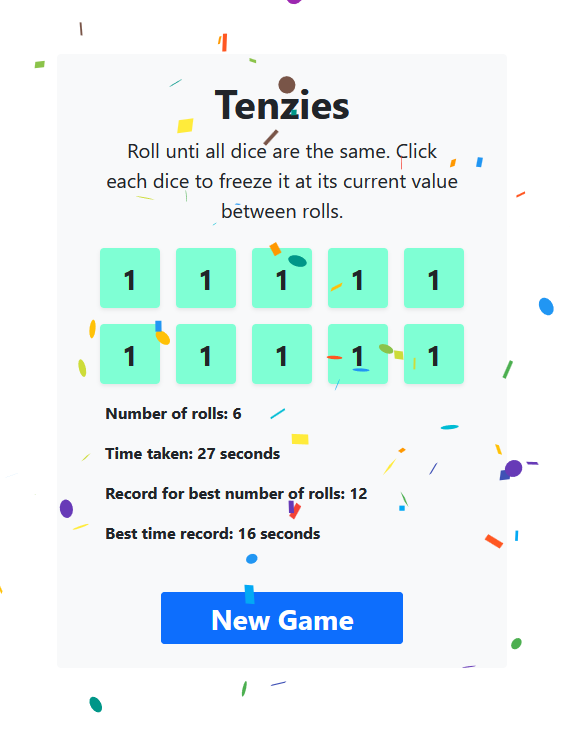 Tenzies
Roll unti all dice are the same. Click
each dice to freeze it at its current value
between rolls.
1 1 1 1 1
1 1 1 1 1
Number of rolls: 6
Time taken: 27 seconds
Record for best number of rolls: 12
Best time record: 16 seconds
New Game